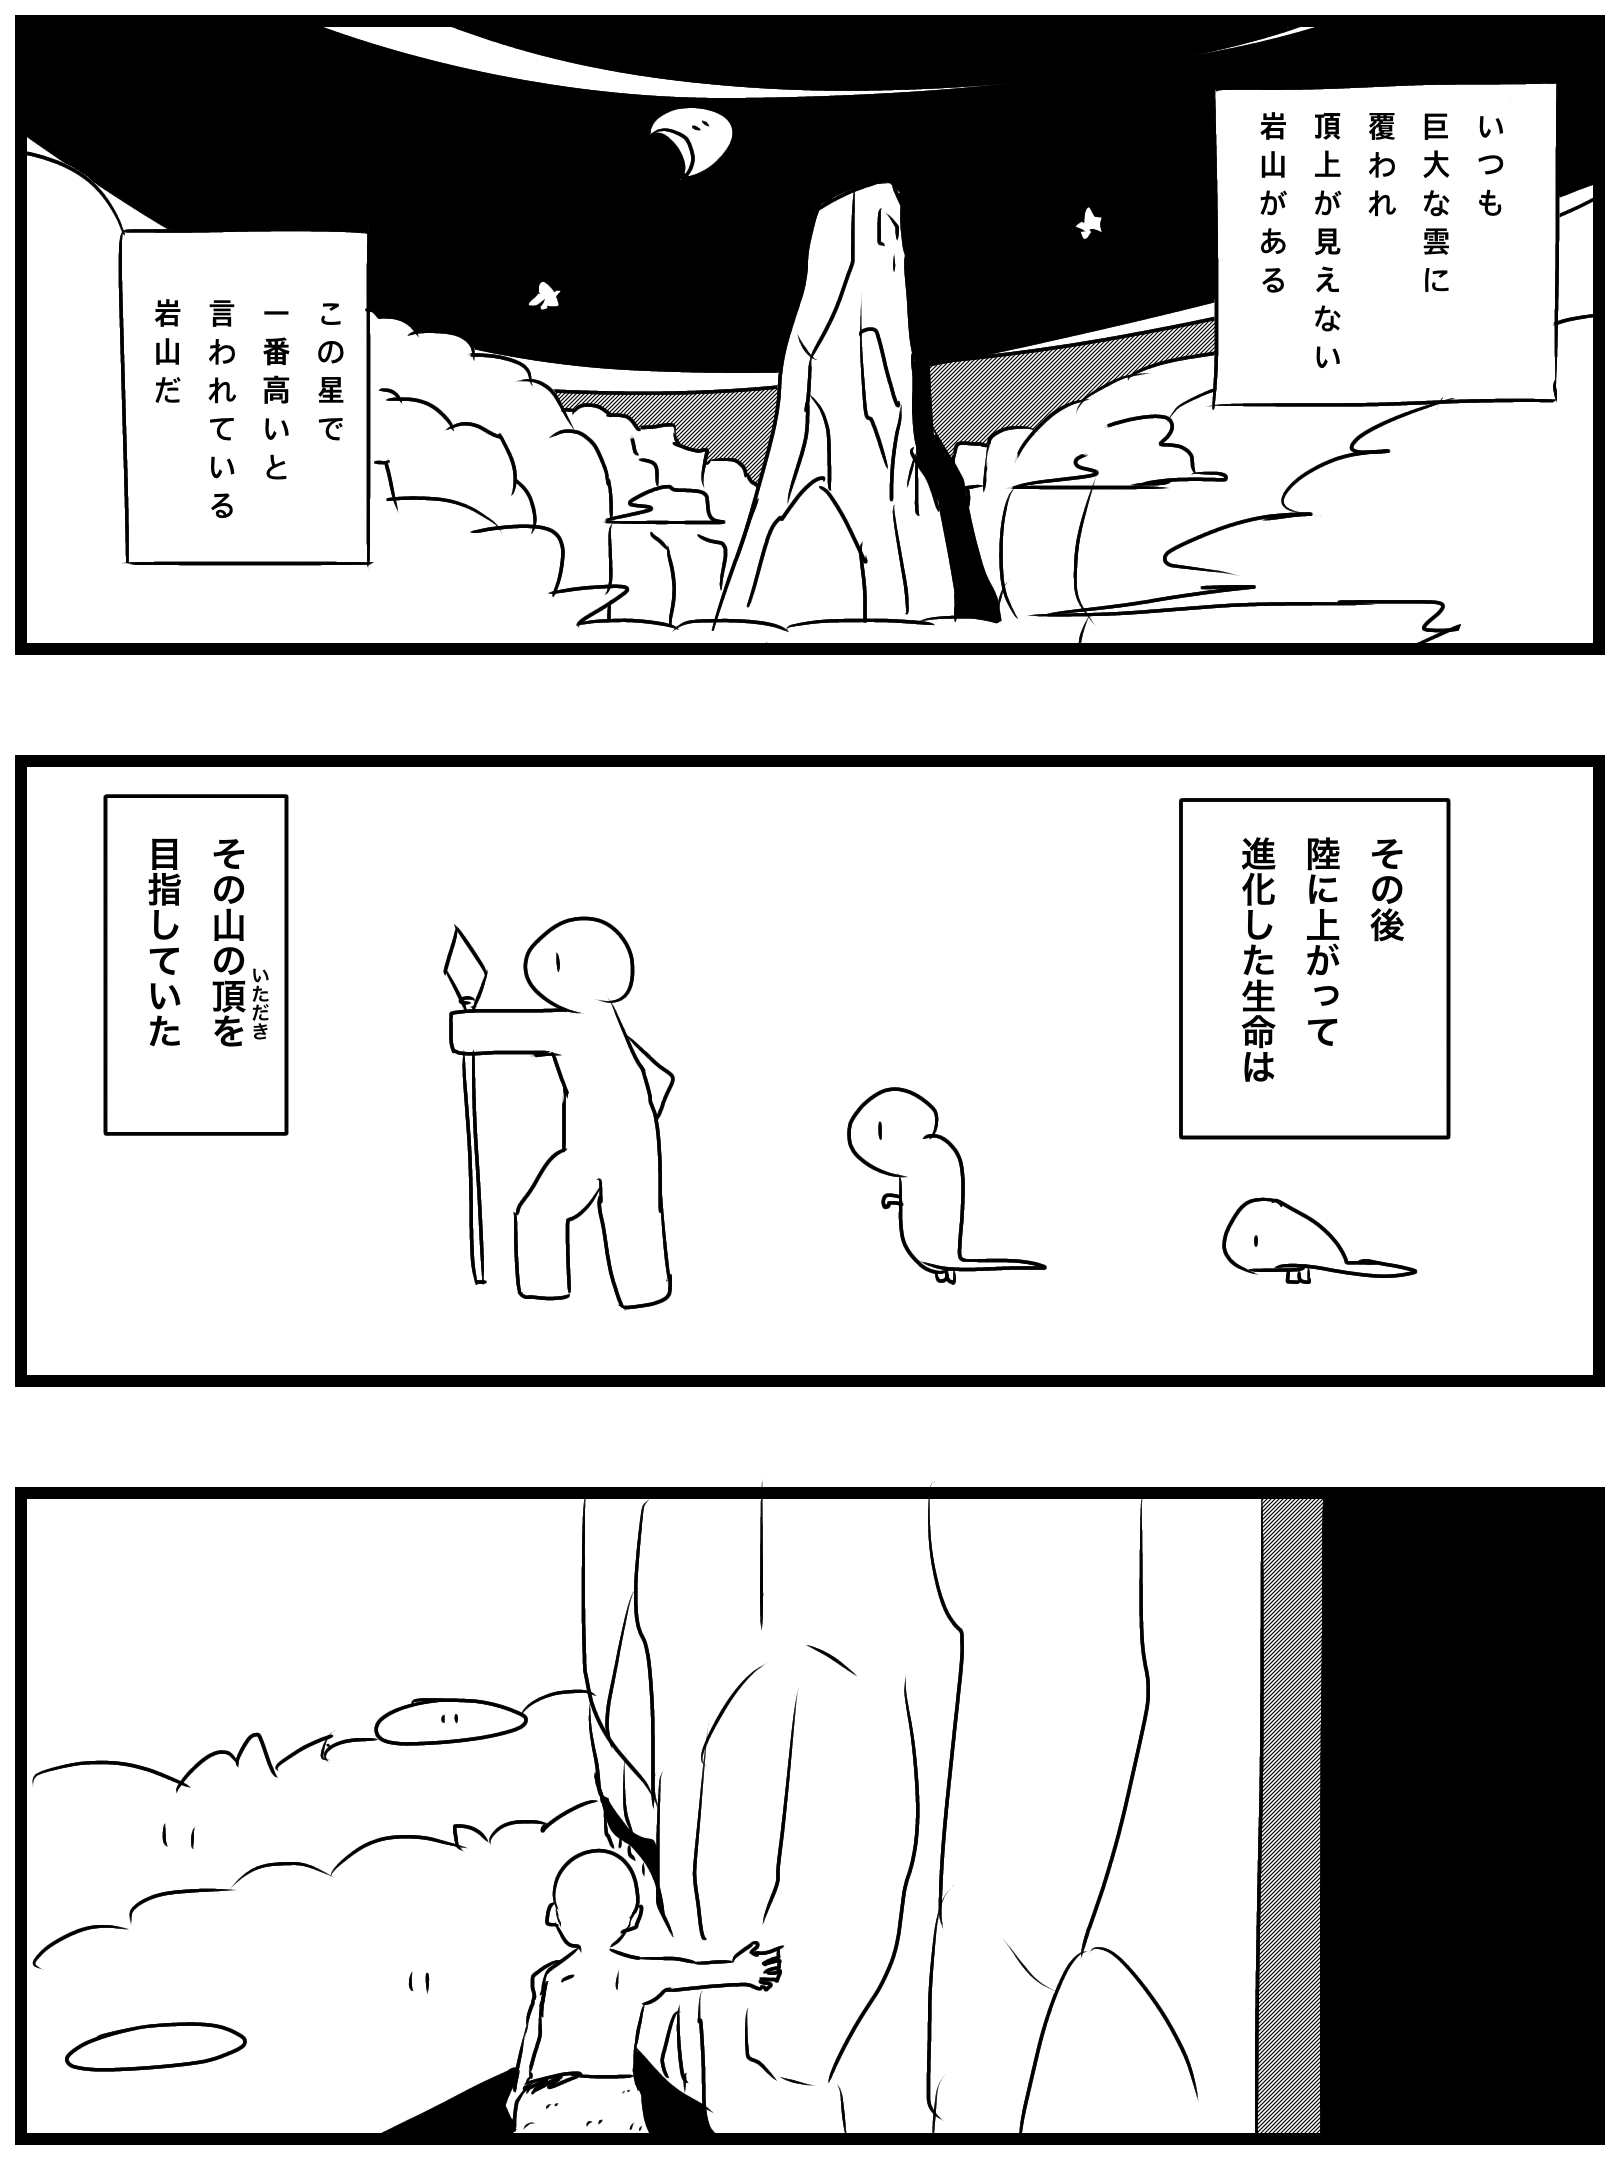 いつも
巨大な雲に
覆われ
頂上が見えない
岩山がある
この星で
一番高いと
言われている
岩山だ
その後
陸に上がって
進化した生命は
その山の頂を
いただき
目指していた